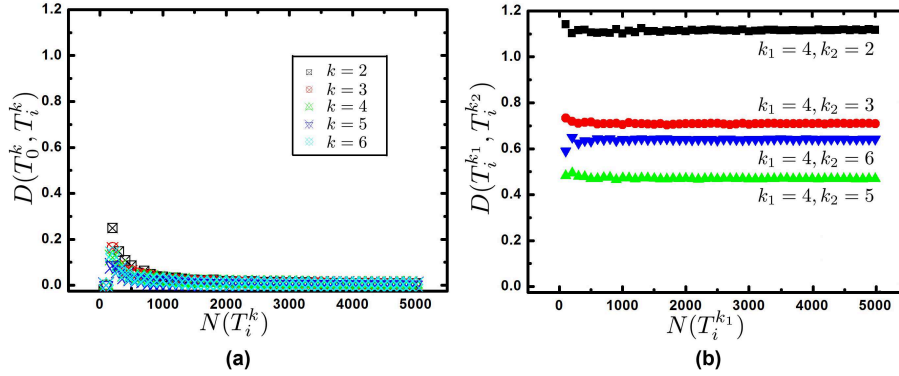 1.2
1.0
0.8
0.6
0.4
0.2
0.0
D(T_0^k, T_i^k)
k = 2
k = 3
k = 4
k = 5
k = 6
0 1000 2000 3000 4000 5000
N(T_i^k)
(a)
1.2
1.0
0.8
0.6
0.4
0.2
0.0
D(T_i^{k_1}, T_i^{k_2})
k_1 = 4, k_2 = 2
k_1 = 4, k_2 = 3
k_1 = 4, k_2 = 6
k_1 = 4, k_2 = 5
0 1000 2000 3000 4000 5000
N(T_i^{k_1})
(b)